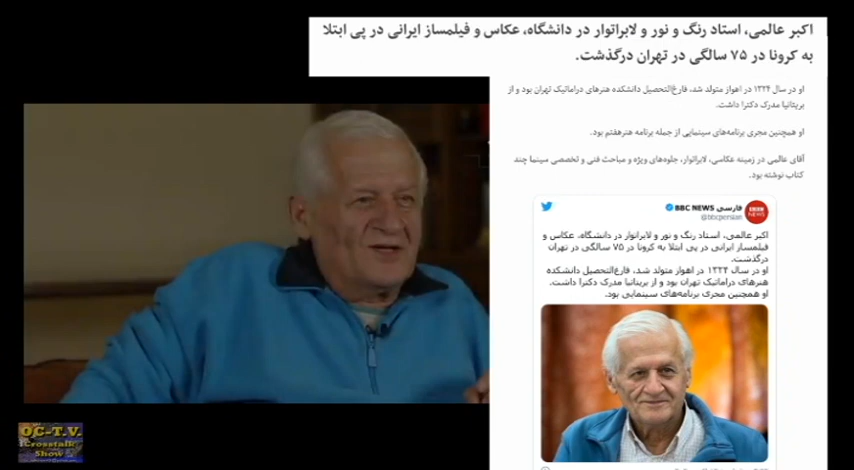 اکبر عالمی، استاد رنگ و نور و لابراتوار در دانشگاه، عکاس و فیلمساز ایرانی در پی ابتلا
به کرونا در ۷۵ سالگی در تهران درگذشت.
او در سال ۱۳۲۴ در اهواز متولد شد، فارغ‌التحصیل دانشکده هنرهای دراماتیک تهران بود و از
بریتانیا مدرک دکترا داشت.
او همچنین مجری برنامه‌های سینمایی از جمله برنامه هنرهفتم بود.
آقای عالمی در زمینه عکاسی، لابراتوار، جلوه‌های ویژه و مباحث فنی و تخصصی سینما چند
کتاب نوشته بود.
BBC NEWS فارسی
@bbcpersian
BBC
NEWS
اکبر عالمی، استاد رنگ و نور و لابراتوار در دانشگاه، عکاس و
فیلمساز ایرانی در پی ابتلا به کرونا در ۷۵ سالگی در تهران
درگذشت.
او در سال ۱۳۲۴ در اهواز متولد شد، فارغ‌التحصیل دانشکده
هنرهای دراماتیک تهران بود و از بریتانیا مدرک دکترا داشت.
او همچنین مجری برنامه‌های سینمایی بود.
OC-T.V.
Crosstalk
Show